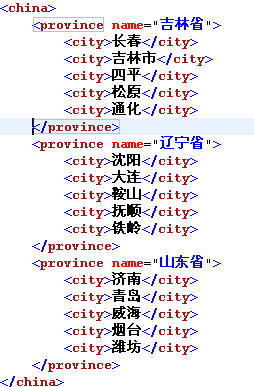 <china>
<province name="吉林省">
<city>长春</city>
<city>吉林市</city>
<city>四平</city>
<city>松原</city>
<city>通化</city>
</province>
<province name="辽宁省">
<city>沈阳</city>
<city>大连</city>
<city>鞍山</city>
<city>抚顺</city>
<city>铁岭</city>
</province>
<province name="山东省">
<city>济南</city>
<city>青岛</city>
<city>威海</city>
<city>烟台</city>
<city>潍坊</city>
</province>
</china>